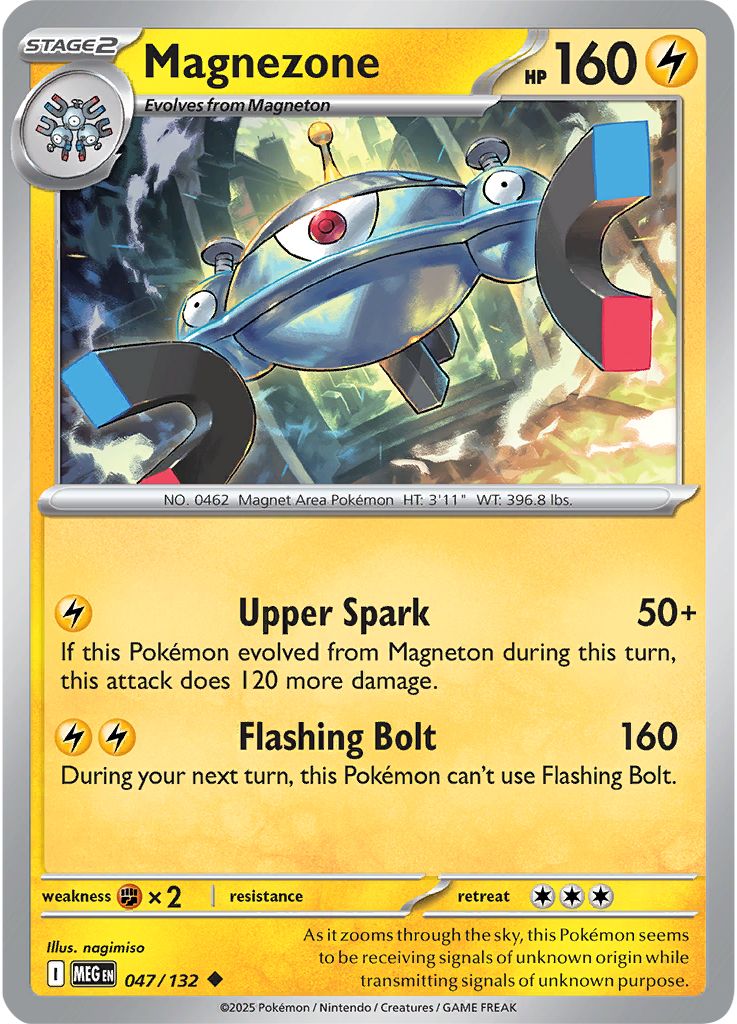 STAGE2
Magnezone
HP 160
Evolves from Magneton
NO. 0462 Magnet Area Pokémon HT: 3'11" WT: 396.8 lbs.
Upper Spark 50+
If this Pokémon evolved from Magneton during this turn,
this attack does 120 more damage.
Flashing Bolt 160
During your next turn, this Pokémon can't use Flashing Bolt.
weakness ×2 resistance retreat
Illus. nagimiso
As it zooms through the sky, this Pokémon seems
to be receiving signals of unknown origin while
transmitting signals of unknown purpose.
I MEG EN 047/132
©2025 Pokémon / Nintendo / Creatures / GAME FREAK